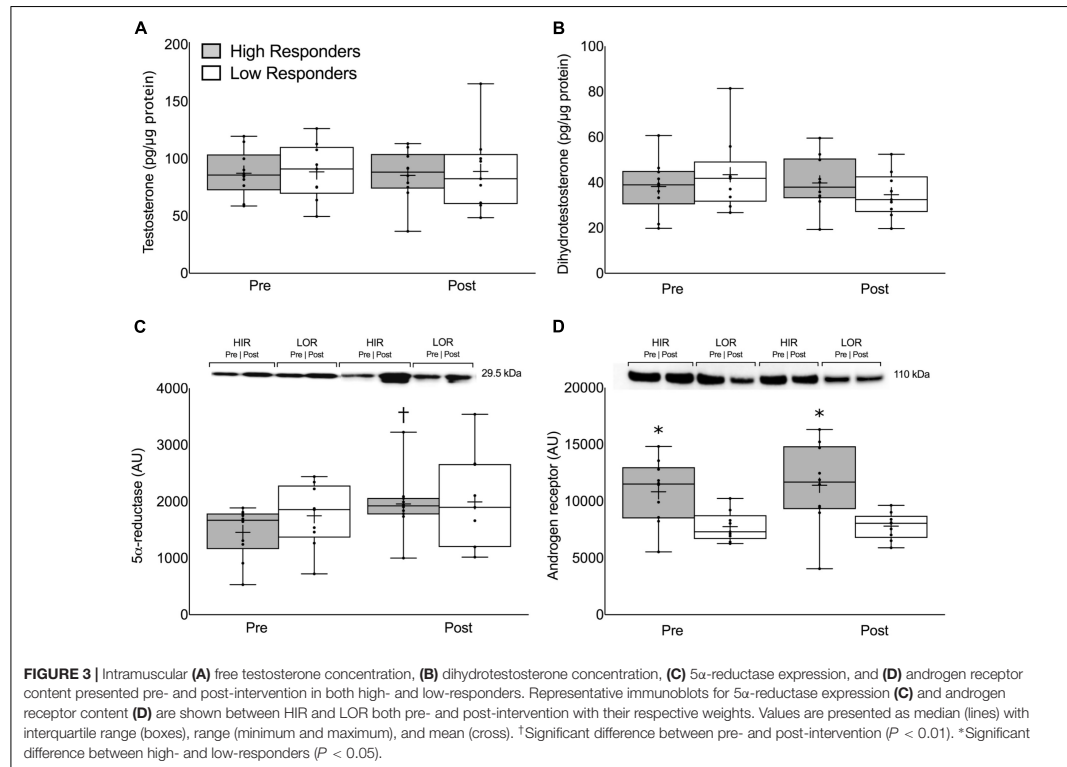 A
200
150
100
50
0
Testosterone (pg/µg protein)
High Responders
Low Responders
Pre Post
B
100
80
60
40
20
0
Dihydrotestosterone (pg/µg protein)
Pre Post
C
HIR LOR HIR LOR
Pre | Post Pre | Post Pre | Post Pre | Post
29.5 kDa
4000
3000
2000
1000
0
5α-reductase (AU)
†
Pre Post
D
HIR LOR HIR LOR
Pre | Post Pre | Post Pre | Post Pre | Post
110 kDa
20000
15000
10000
5000
0
Androgen receptor (AU)
* *
Pre Post
FIGURE 3 | Intramuscular (A) free testosterone concentration, (B) dihydrotestosterone concentration, (C) 5α-reductase expression, and (D) androgen receptor
content presented pre- and post-intervention in both high- and low-responders. Representative immunoblots for 5α-reductase expression (C) and androgen
receptor content (D) are shown between HIR and LOR both pre- and post-intervention with their respective weights. Values are presented as median (lines) with
interquartile range (boxes), range (minimum and maximum), and mean (cross). †Significant difference between pre- and post-intervention (P < 0.01). *Significant
difference between high- and low-responders (P < 0.05).